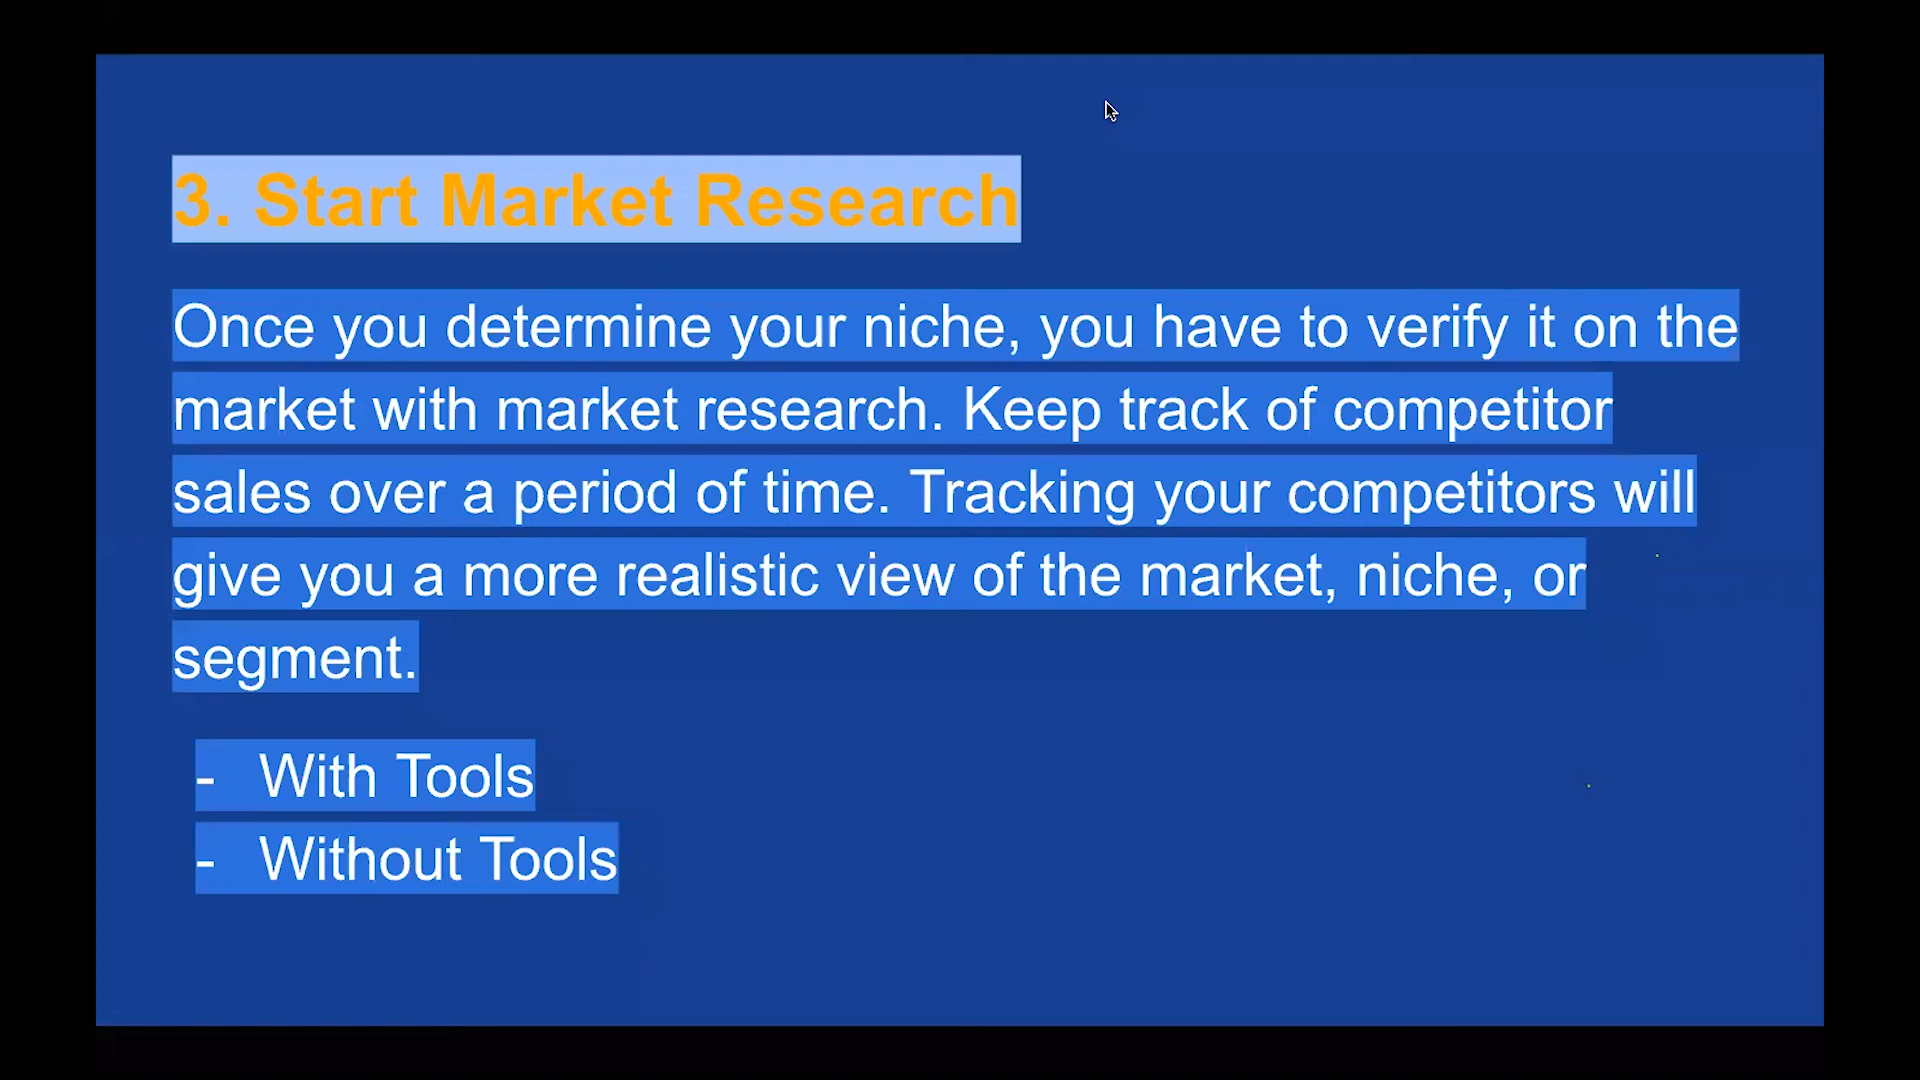 3. Start Market Research
Once you determine your niche, you have to verify it on the
market with market research. Keep track of competitor
sales over a period of time. Tracking your competitors will
give you a more realistic view of the market, niche, or
segment.
- With Tools
- Without Tools